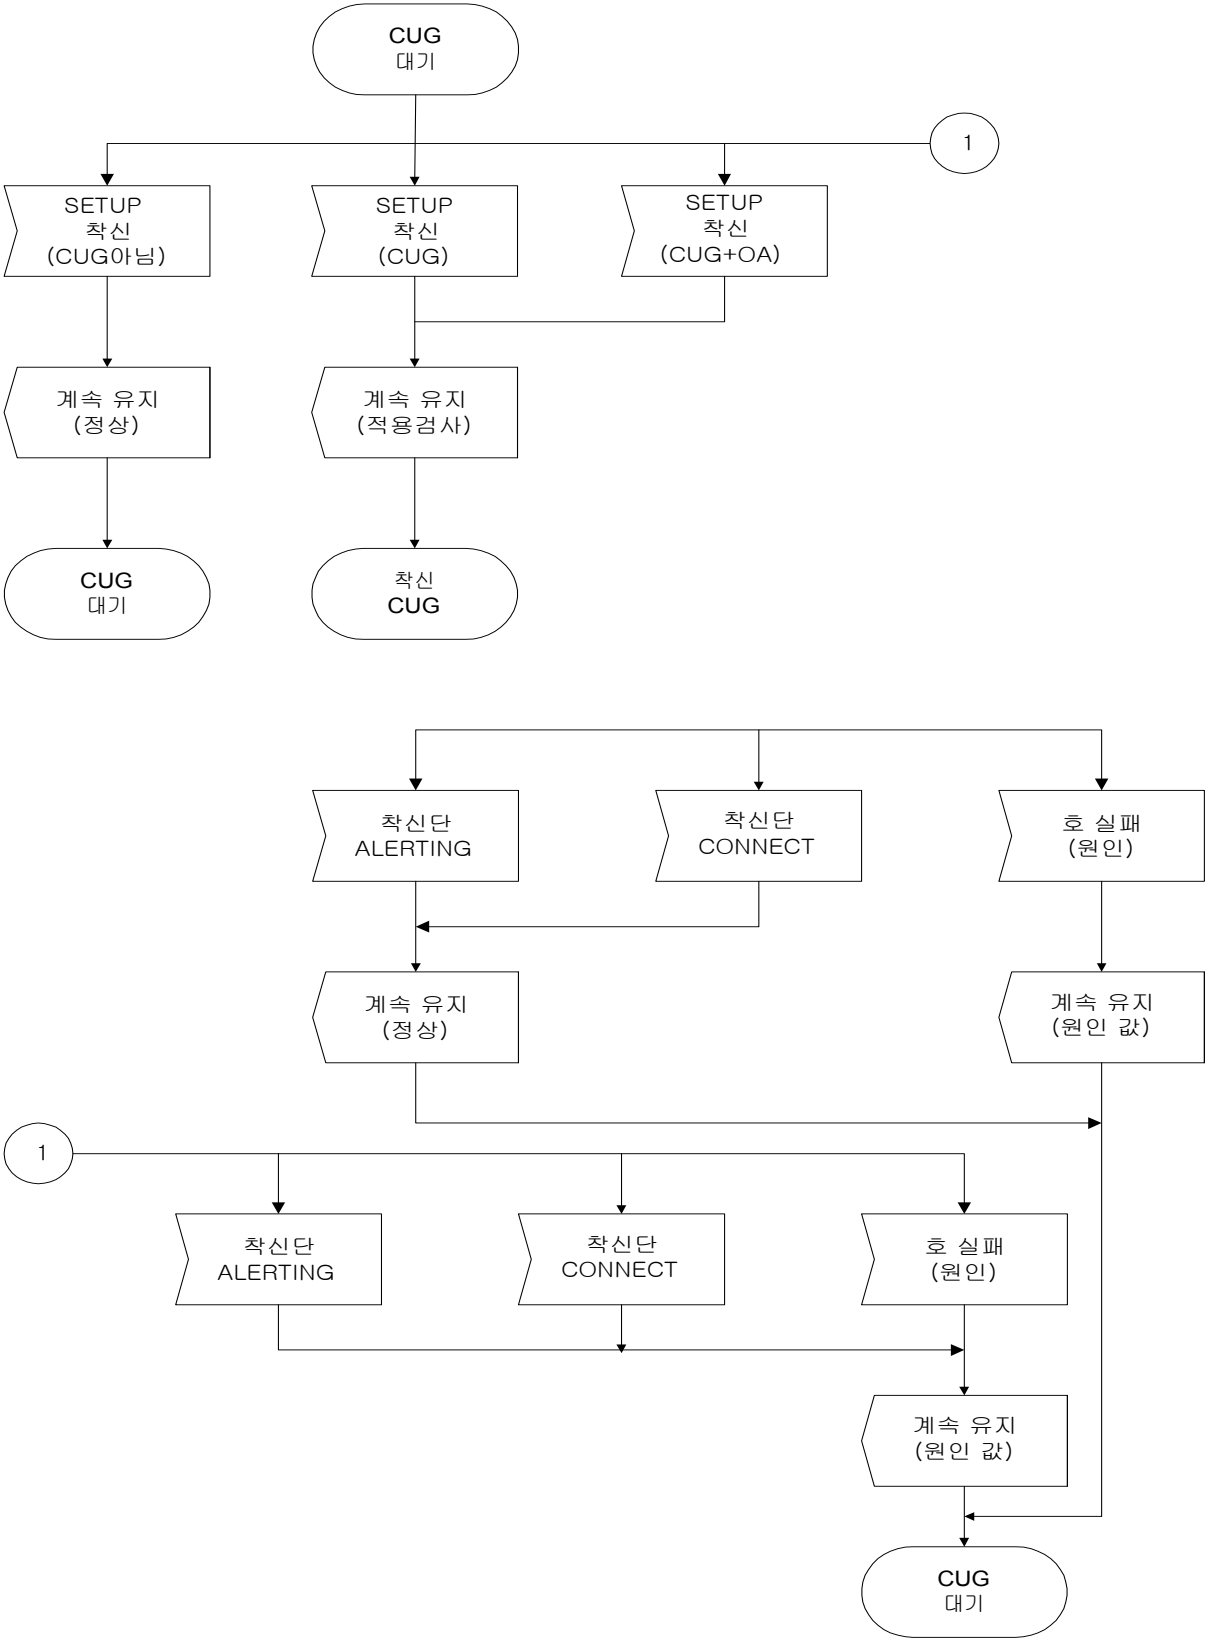 CUG
대기
1
SETUP
착신
(CUG아님)
SETUP
착신
(CUG)
SETUP
착신
(CUG+OA)
계속 유지
(정상)
계속 유지
(적용검사)
CUG
대기
착신
CUG
착신단
ALERTING
착신단
CONNECT
호 실패
(원인)
계속 유지
(정상)
계속 유지
(원인 값)
1
착신단
ALERTING
착신단
CONNECT
호 실패
(원인)
계속 유지
(원인 값)
CUG
대기